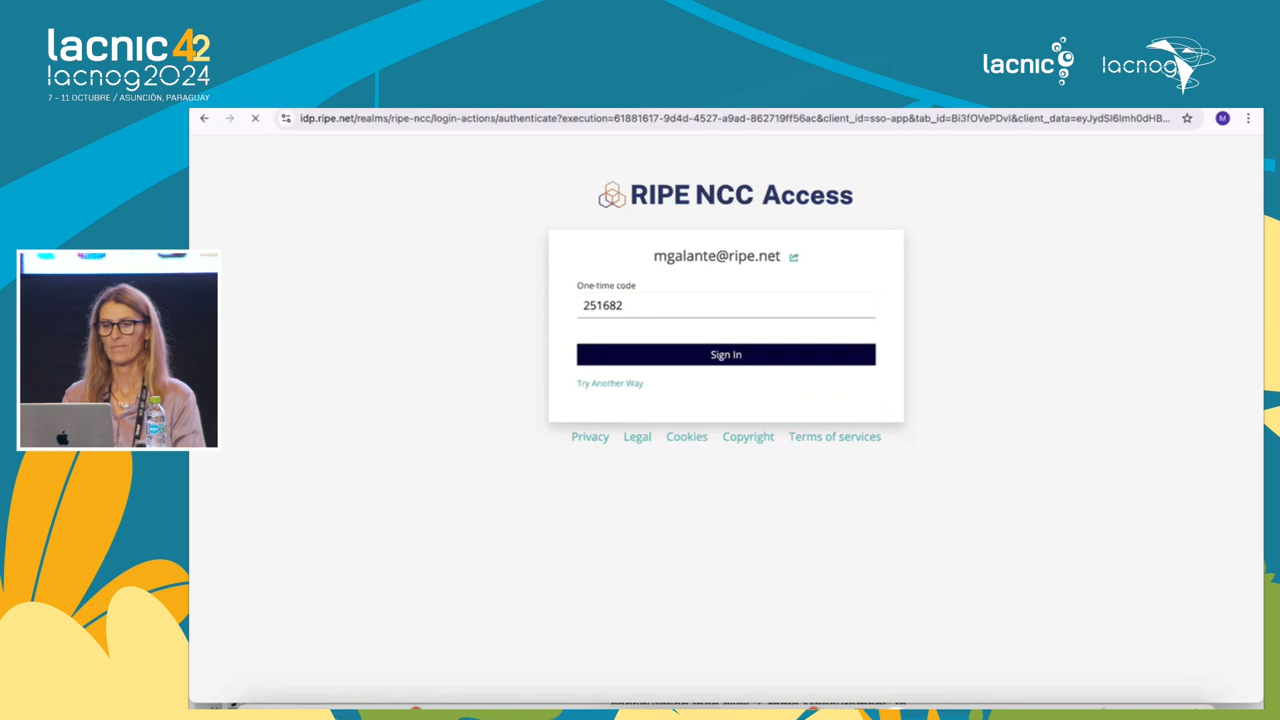 lacnic 42
lacnog2024
7 - 11 OCTUBRE / ASUNCIÓN, PARAGUAY
lacnic
lacnog
idp.ripe.net/realms/ripe-ncc/login-actions/authenticate?execution=61881617-9d4d-4527-a9ad-862719ff56ac&client_id=sso-app&tab_id=Bi3fOVePDvI&client_data=eyJydSI6Imh0dHB...
M
RIPE NCC Access
mgalante@ripe.net
One-time code
251682
Sign In
Try Another Way
Privacy Legal Cookies Copyright Terms of services